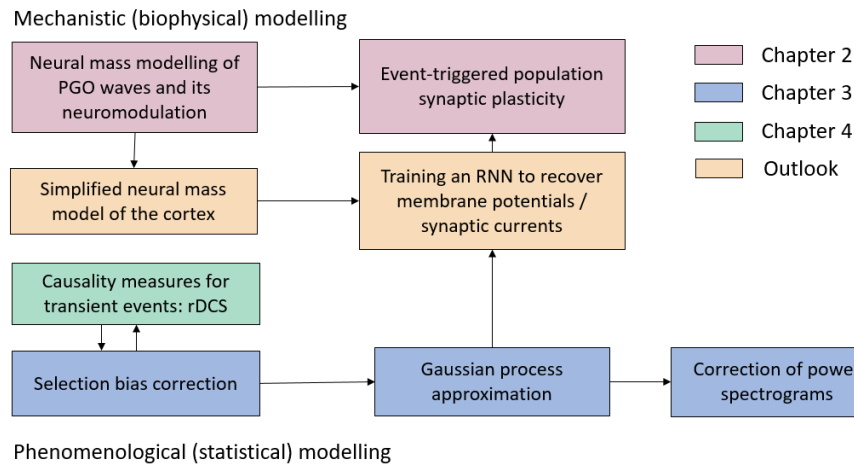 Mechanistic (biophysical) modelling
Neural mass modelling of
PGO waves and its
neuromodulation
Event-triggered population
synaptic plasticity
Chapter 2
Chapter 3
Chapter 4
Outlook
Simplified neural mass
model of the cortex
Training an RNN to recover
membrane potentials /
synaptic currents
Causality measures for
transient events: rDCS
Selection bias correction
Gaussian process
approximation
Correction of powe
spectrograms
Phenomenological (statistical) modelling